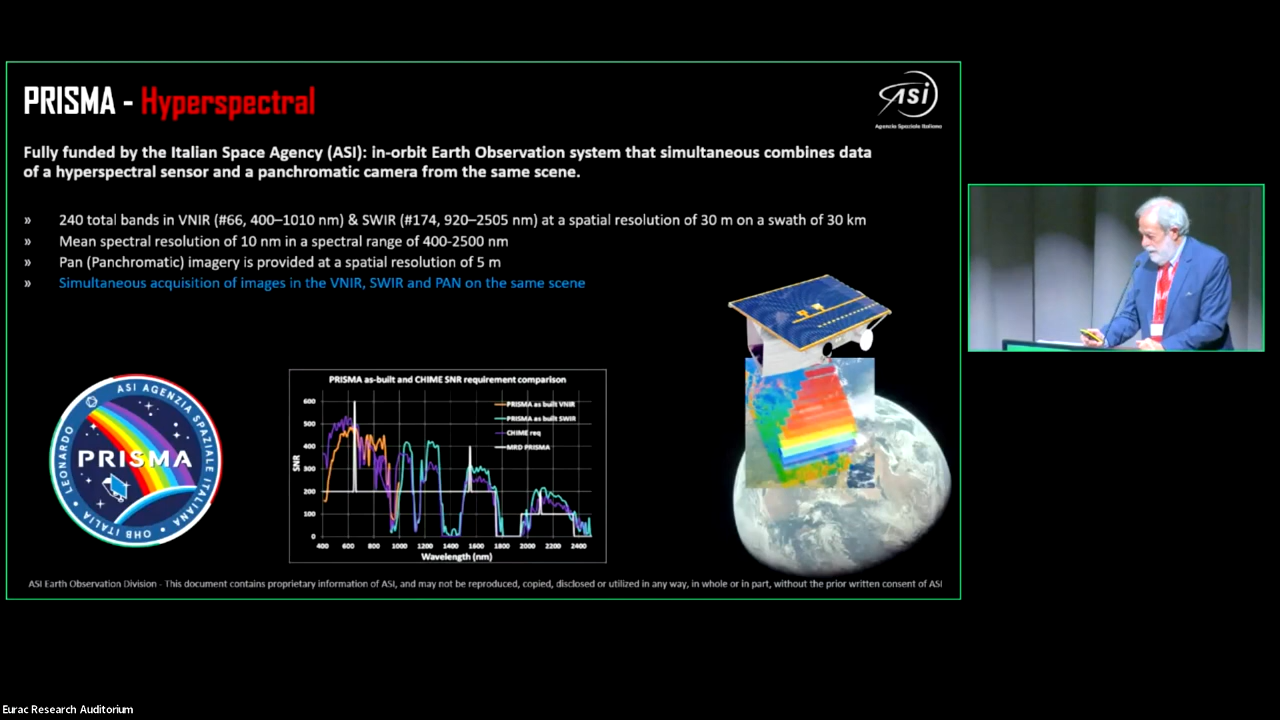 PRISMA - Hyperspectral
ASI
Agenzia Spaziale Italiana
Fully funded by the Italian Space Agency (ASI): in-orbit Earth Observation system that simultaneous combines data
of a hyperspectral sensor and a panchromatic camera from the same scene.
» 240 total bands in VNIR (#66, 400–1010 nm) & SWIR (#174, 920–2505 nm) at a spatial resolution of 30 m on a swath of 30 km
» Mean spectral resolution of 10 nm in a spectral range of 400-2500 nm
» Pan (Panchromatic) imagery is provided at a spatial resolution of 5 m
» Simultaneous acquisition of images in the VNIR, SWIR and PAN on the same scene
ASI AGENZIA SPAZIALE ITALIANA • OHB ITALIA • LEONARDO
PRISMA
PRISMA as-built and CHIME SNR requirement comparison
PRISMA as built VNIR
PRISMA as built SWIR
CHIME req
MRD PRISMA
SNR
600
500
400
300
200
100
0
400 600 800 1000 1200 1400 1600 1800 2000 2200 2400
Wavelength (nm)
ASI Earth Observation Division - This document contains proprietary information of ASI, and may not be reproduced, copied, disclosed or utilized in any way, in whole or in part, without the prior written consent of ASI
Eurac Research Auditorium